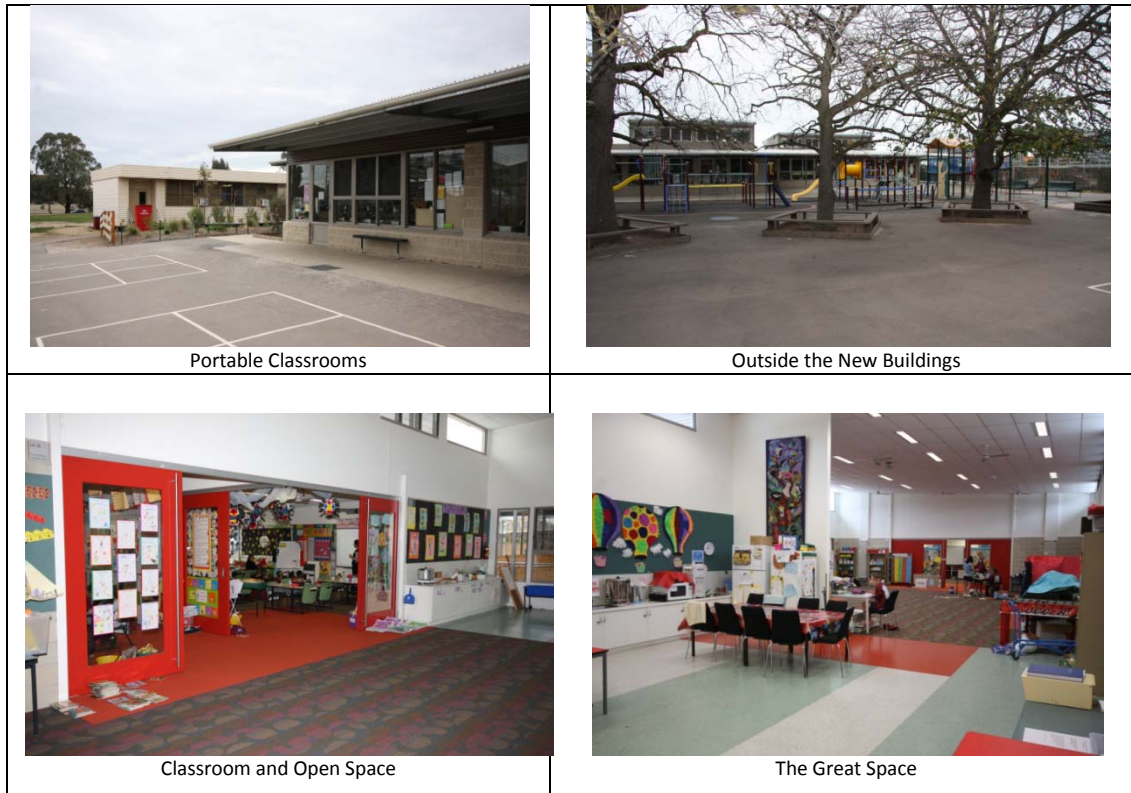 Portable Classrooms
Outside the New Buildings
Classroom and Open Space
The Great Space